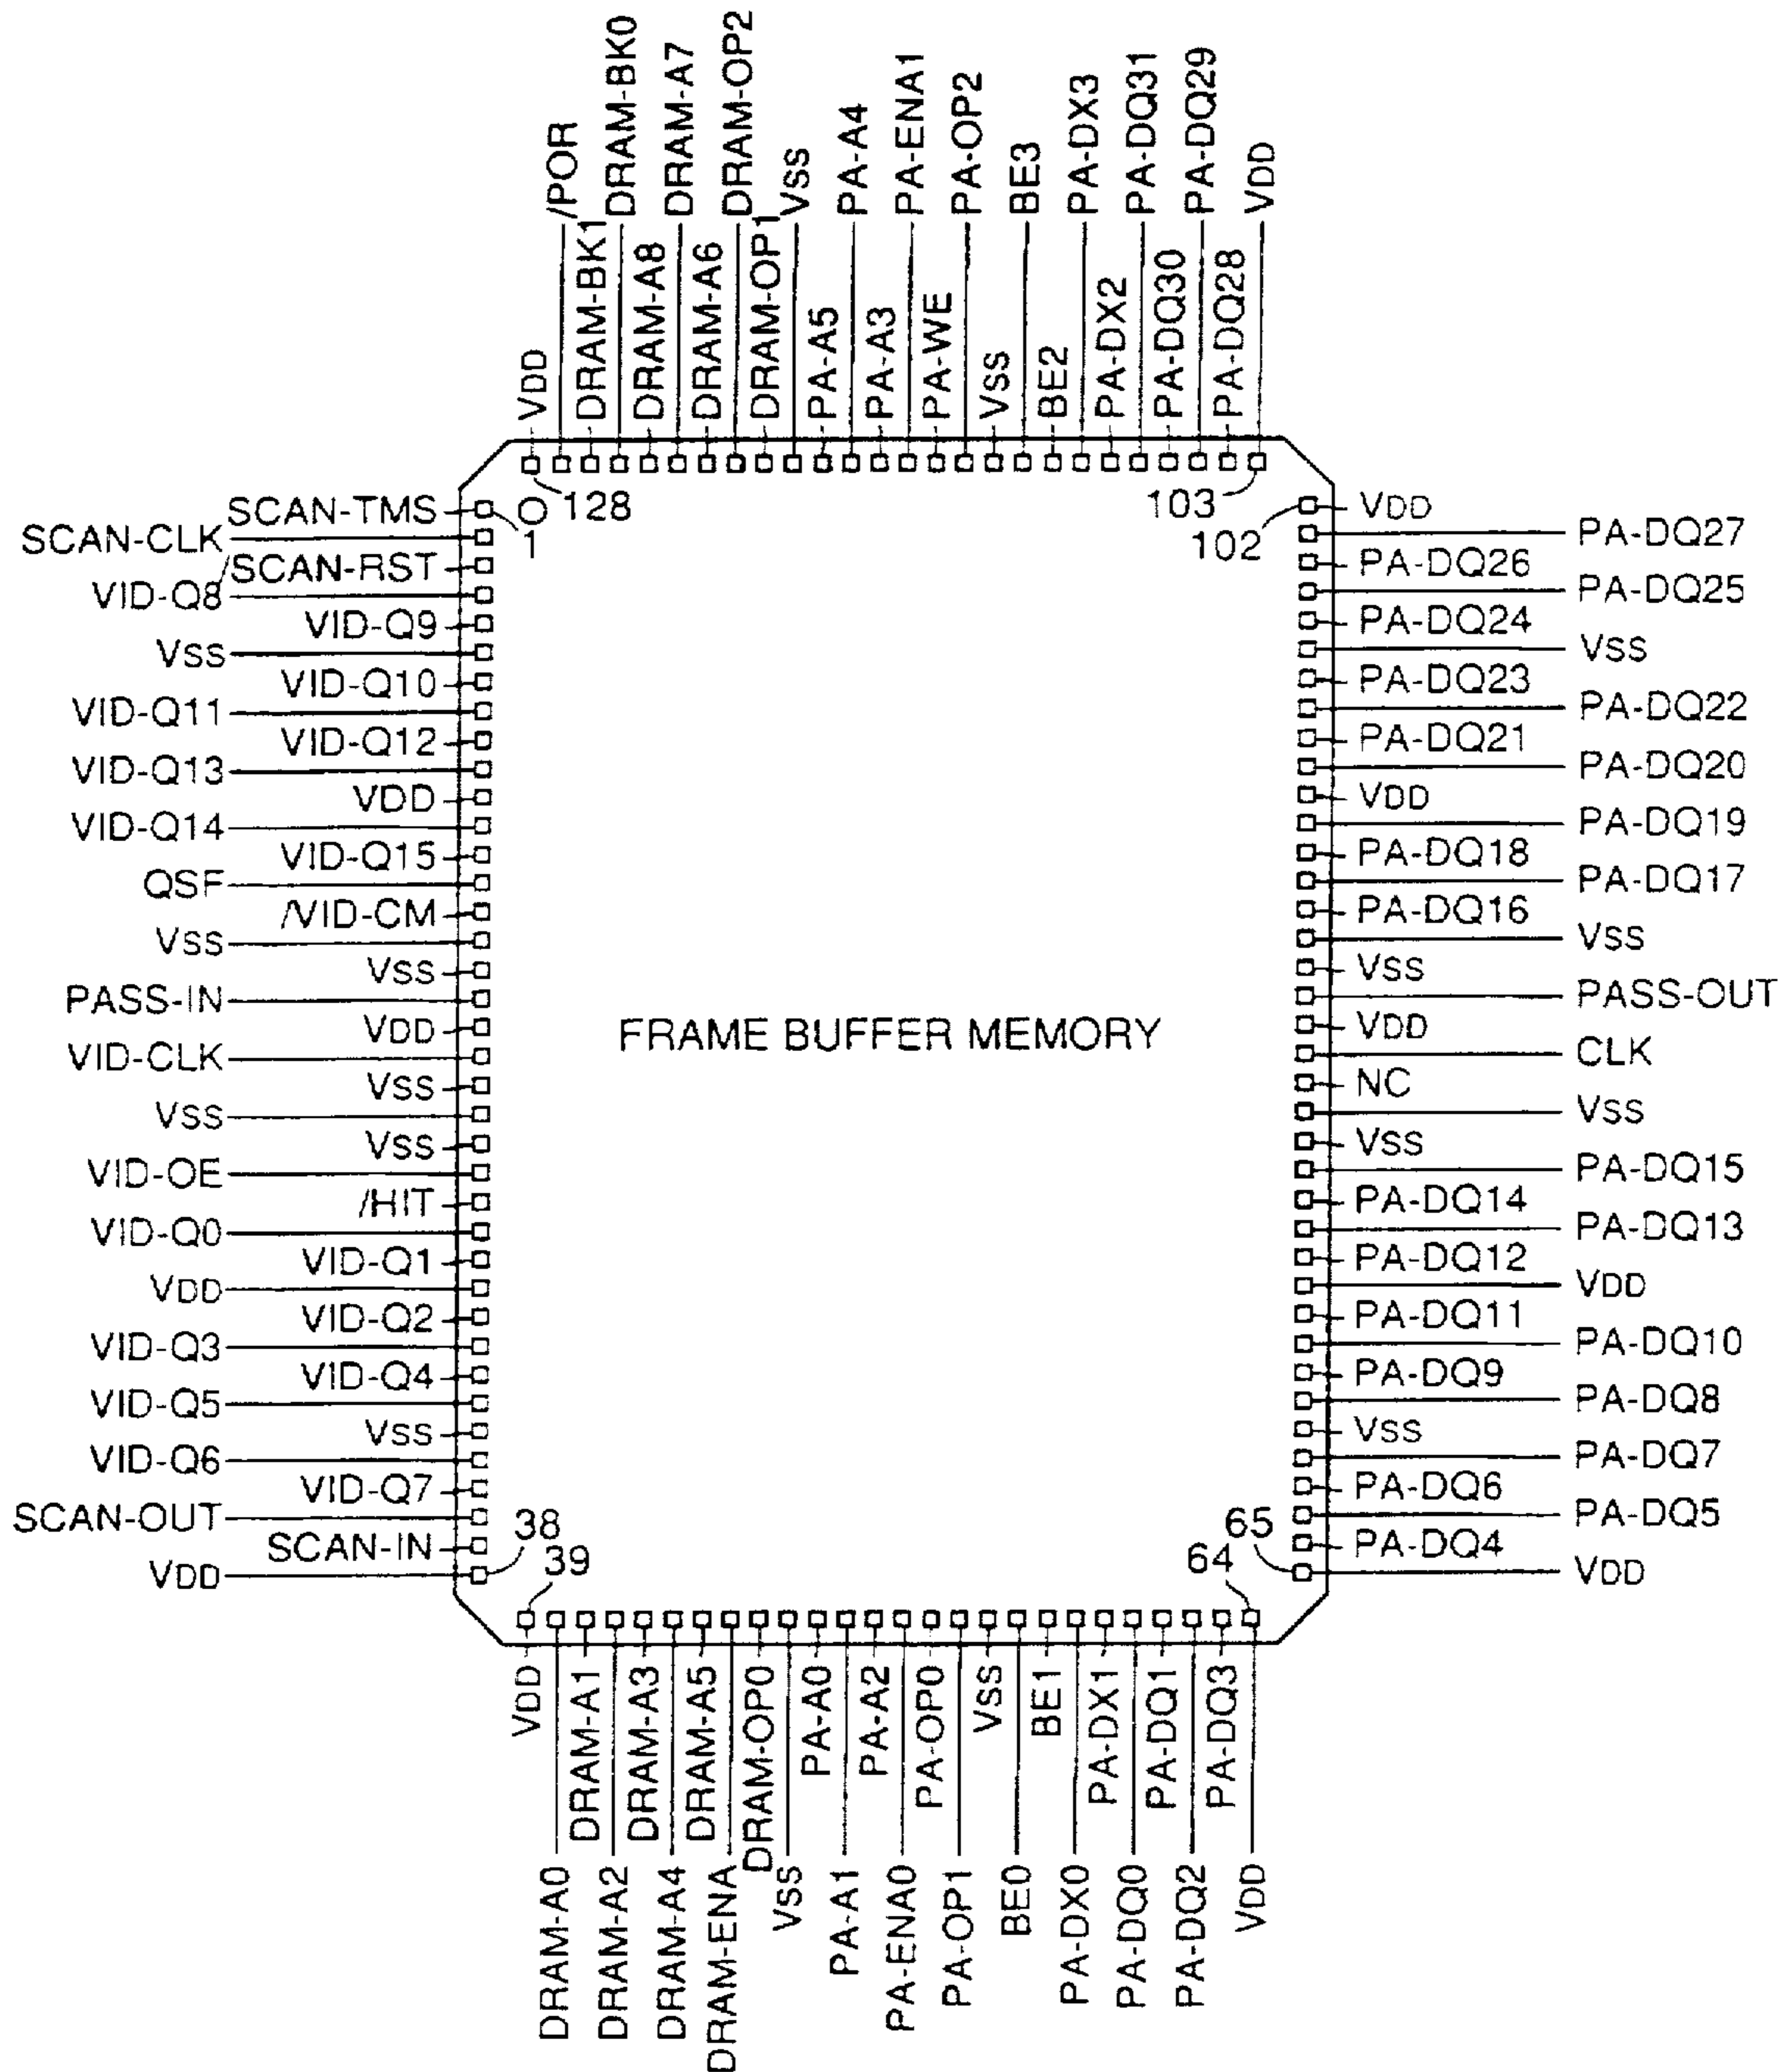 VDD
/POR
DRAM-BK1
DRAM-BK0
DRAM-A8
DRAM-A7
DRAM-A6
DRAM-OP2
DRAM-OP1
VSS
PA-A5
PA-A4
PA-A3
PA-ENA1
PA-WE
PA-OP2
VSS
BE3
BE2
PA-DX3
PA-DX2
PA-DQ31
PA-DQ30
PA-DQ29
PA-DQ28
VDD
128
103
1
102
SCAN-TMS
SCAN-CLK
/SCAN-RST
VID-Q8
VID-Q9
VSS
VID-Q10
VID-Q11
VID-Q12
VID-Q13
VDD
VID-Q14
VID-Q15
QSF
/VID-CM
VSS
VSS
PASS-IN
VDD
VID-CLK
VSS
VSS
VSS
VID-OE
/HIT
VID-Q0
VID-Q1
VDD
VID-Q2
VID-Q3
VID-Q4
VID-Q5
VSS
VID-Q6
VID-Q7
SCAN-OUT
SCAN-IN
VDD
FRAME BUFFER MEMORY
VDD
PA-DQ27
PA-DQ26
PA-DQ25
PA-DQ24
VSS
PA-DQ23
PA-DQ22
PA-DQ21
PA-DQ20
VDD
PA-DQ19
PA-DQ18
PA-DQ17
PA-DQ16
VSS
VSS
PASS-OUT
VDD
CLK
NC
VSS
VSS
PA-DQ15
PA-DQ14
PA-DQ13
PA-DQ12
VDD
PA-DQ11
PA-DQ10
PA-DQ9
PA-DQ8
VSS
PA-DQ7
PA-DQ6
PA-DQ5
PA-DQ4
VDD
38
39
65
64
VDD
DRAM-A0
DRAM-A1
DRAM-A2
DRAM-A3
DRAM-A4
DRAM-A5
DRAM-ENA
DRAM-OP0
VSS
PA-A0
PA-A1
PA-A2
PA-ENA0
PA-OP0
PA-OP1
VSS
BE0
BE1
PA-DX0
PA-DX1
PA-DQ0
PA-DQ1
PA-DQ2
PA-DQ3
VDD